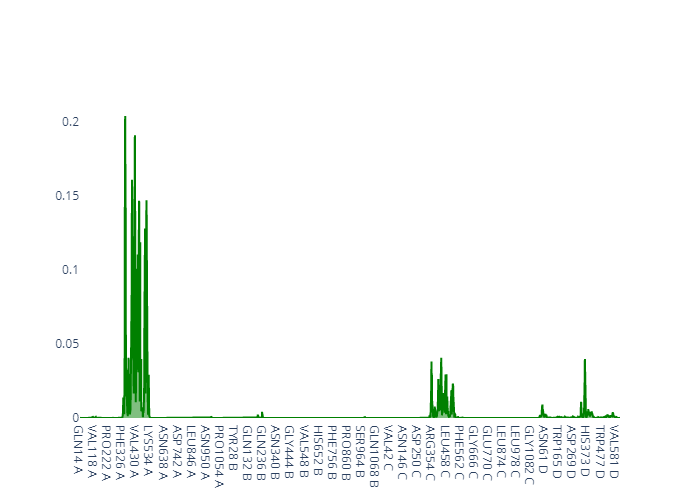 0.2
0.15
0.1
0.05
0
GLN14 A
VAL118 A
PRO222 A
PHE326 A
VAL430 A
LYS534 A
ASN638 A
ASP742 A
LEU846 A
ASN950 A
PRO1054 A
TYR28 B
GLN132 B
GLN236 B
ASN340 B
GLY444 B
VAL548 B
HIS652 B
PHE756 B
PRO860 B
SER964 B
GLN1068 B
VAL42 C
ASN146 C
ASP250 C
ARG354 C
LEU458 C
PHE562 C
GLY666 C
GLU770 C
LEU874 C
LEU978 C
GLY1082 C
ASN61 D
TRP165 D
ASP269 D
HIS373 D
TRP477 D
VAL581 D